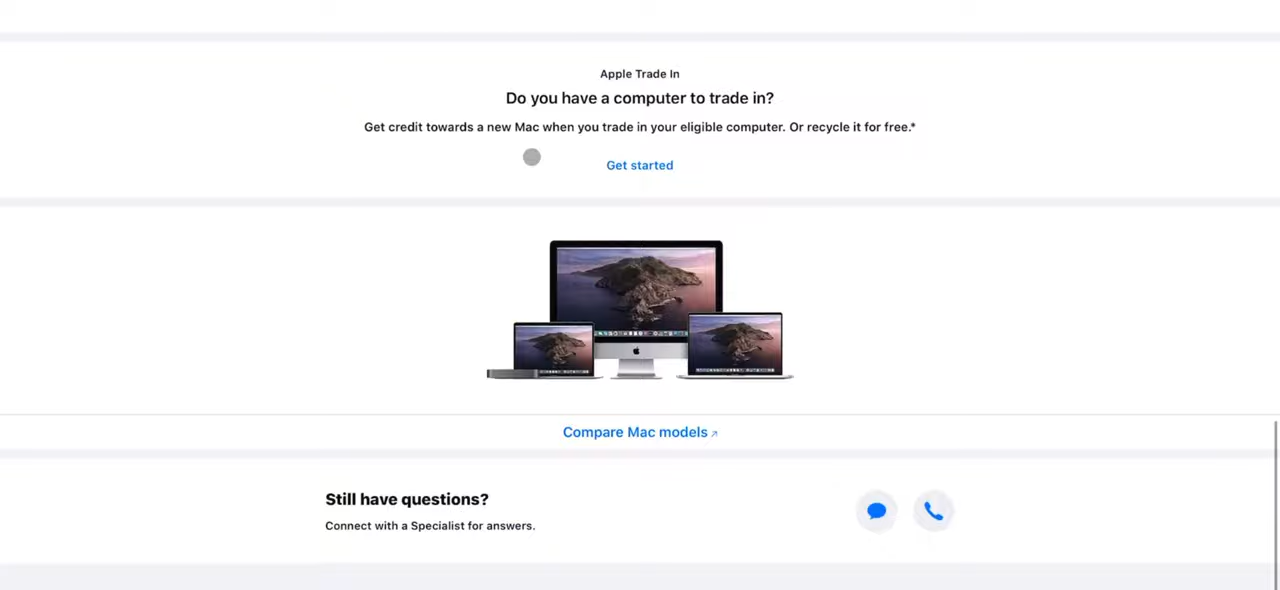 Apple Trade In
Do you have a computer to trade in?
Get credit towards a new Mac when you trade in your eligible computer. Or recycle it for free.*
Get started
Compare Mac models ↗
Still have questions?
Connect with a Specialist for answers.